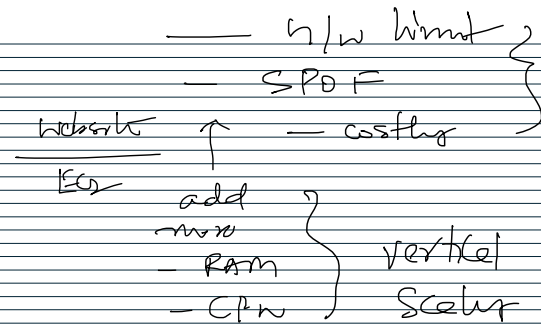 — h/w limit
— SPOF
website — costly
EC2
add
more
— RAM
— CPU
vertical
Scaling